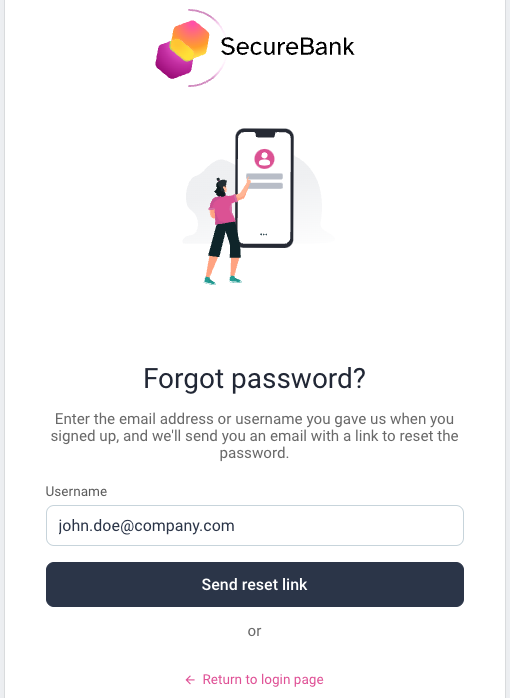 SecureBank
...
Forgot password?
Enter the email address or username you gave us when you
signed up, and we'll send you an email with a link to reset the
password.
Username
john.doe@company.com
Send reset link
or
← Return to login page